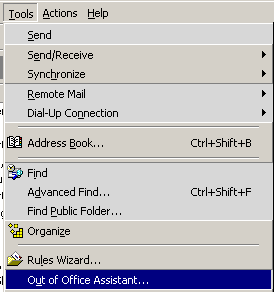 Tools Actions Help
Send
Send/Receive
Synchronize
Remote Mail
Dial-Up Connection
Address Book... Ctrl+Shift+B
Find
Advanced Find... Ctrl+Shift+F
Find Public Folder...
Organize
Rules Wizard...
Out of Office Assistant...